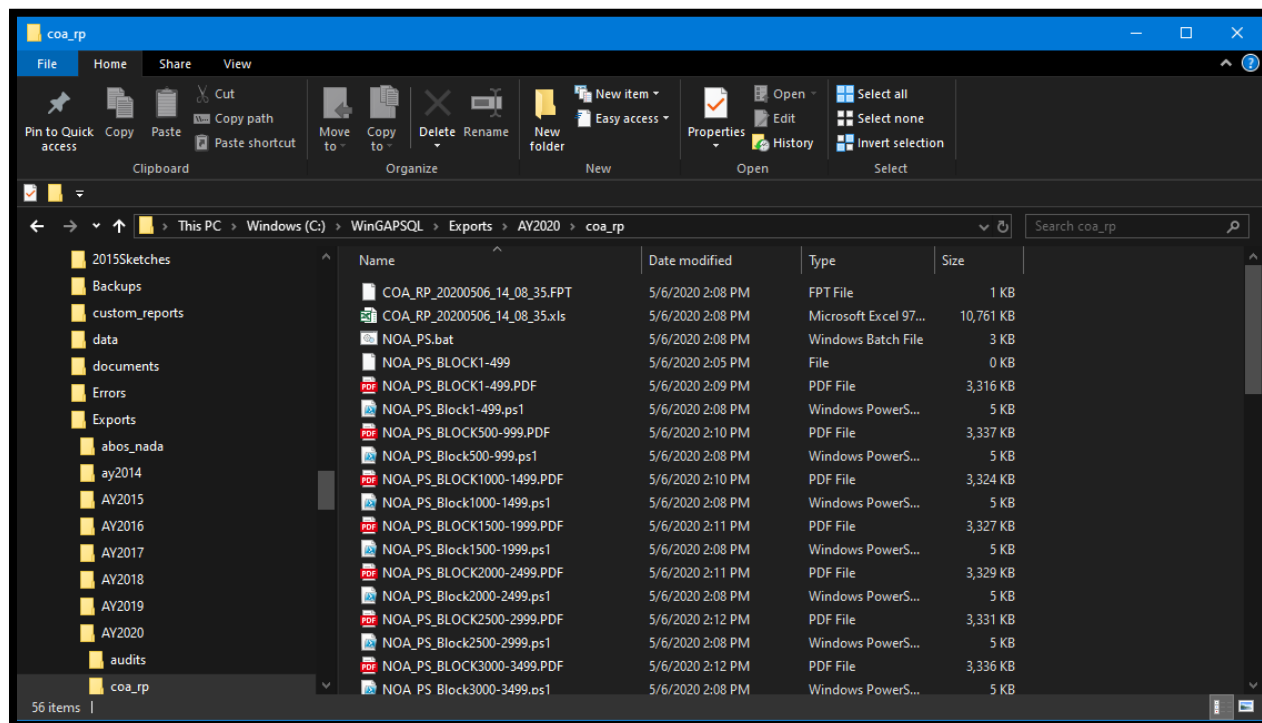 coa_rp
File Home Share View
Pin to Quick access
Copy
Paste
Cut
Copy path
Paste shortcut
Clipboard
Move to
Copy to
Delete
Rename
Organize
New folder
New item
Easy access
New
Properties
Open
Edit
History
Open
Select all
Select none
Invert selection
Select
This PC > Windows (C:) > WinGAPSQL > Exports > AY2020 > coa_rp
Search coa_rp
2015Sketches
Backups
custom_reports
data
documents
Errors
Exports
abos_nada
ay2014
AY2015
AY2016
AY2017
AY2018
AY2019
AY2020
audits
coa_rp
Name Date modified Type Size
COA_RP_20200506_14_08_35.FPT 5/6/2020 2:08 PM FPT File 1 KB
COA_RP_20200506_14_08_35.xls 5/6/2020 2:08 PM Microsoft Excel 97... 10,761 KB
NOA_PS.bat 5/6/2020 2:08 PM Windows Batch File 3 KB
NOA_PS_BLOCK1-499 5/6/2020 2:05 PM File 0 KB
NOA_PS_BLOCK1-499.PDF 5/6/2020 2:09 PM PDF File 3,316 KB
NOA_PS_Block1-499.ps1 5/6/2020 2:08 PM Windows PowerS... 5 KB
NOA_PS_BLOCK500-999.PDF 5/6/2020 2:10 PM PDF File 3,337 KB
NOA_PS_Block500-999.ps1 5/6/2020 2:08 PM Windows PowerS... 5 KB
NOA_PS_BLOCK1000-1499.PDF 5/6/2020 2:10 PM PDF File 3,324 KB
NOA_PS_Block1000-1499.ps1 5/6/2020 2:08 PM Windows PowerS... 5 KB
NOA_PS_BLOCK1500-1999.PDF 5/6/2020 2:11 PM PDF File 3,327 KB
NOA_PS_Block1500-1999.ps1 5/6/2020 2:08 PM Windows PowerS... 5 KB
NOA_PS_BLOCK2000-2499.PDF 5/6/2020 2:11 PM PDF File 3,329 KB
NOA_PS_Block2000-2499.ps1 5/6/2020 2:08 PM Windows PowerS... 5 KB
NOA_PS_BLOCK2500-2999.PDF 5/6/2020 2:12 PM PDF File 3,331 KB
NOA_PS_Block2500-2999.ps1 5/6/2020 2:08 PM Windows PowerS... 5 KB
NOA_PS_BLOCK3000-3499.PDF 5/6/2020 2:12 PM PDF File 3,336 KB
NOA_PS_Block3000-3499.ps1 5/6/2020 2:08 PM Windows PowerS... 5 KB
56 items